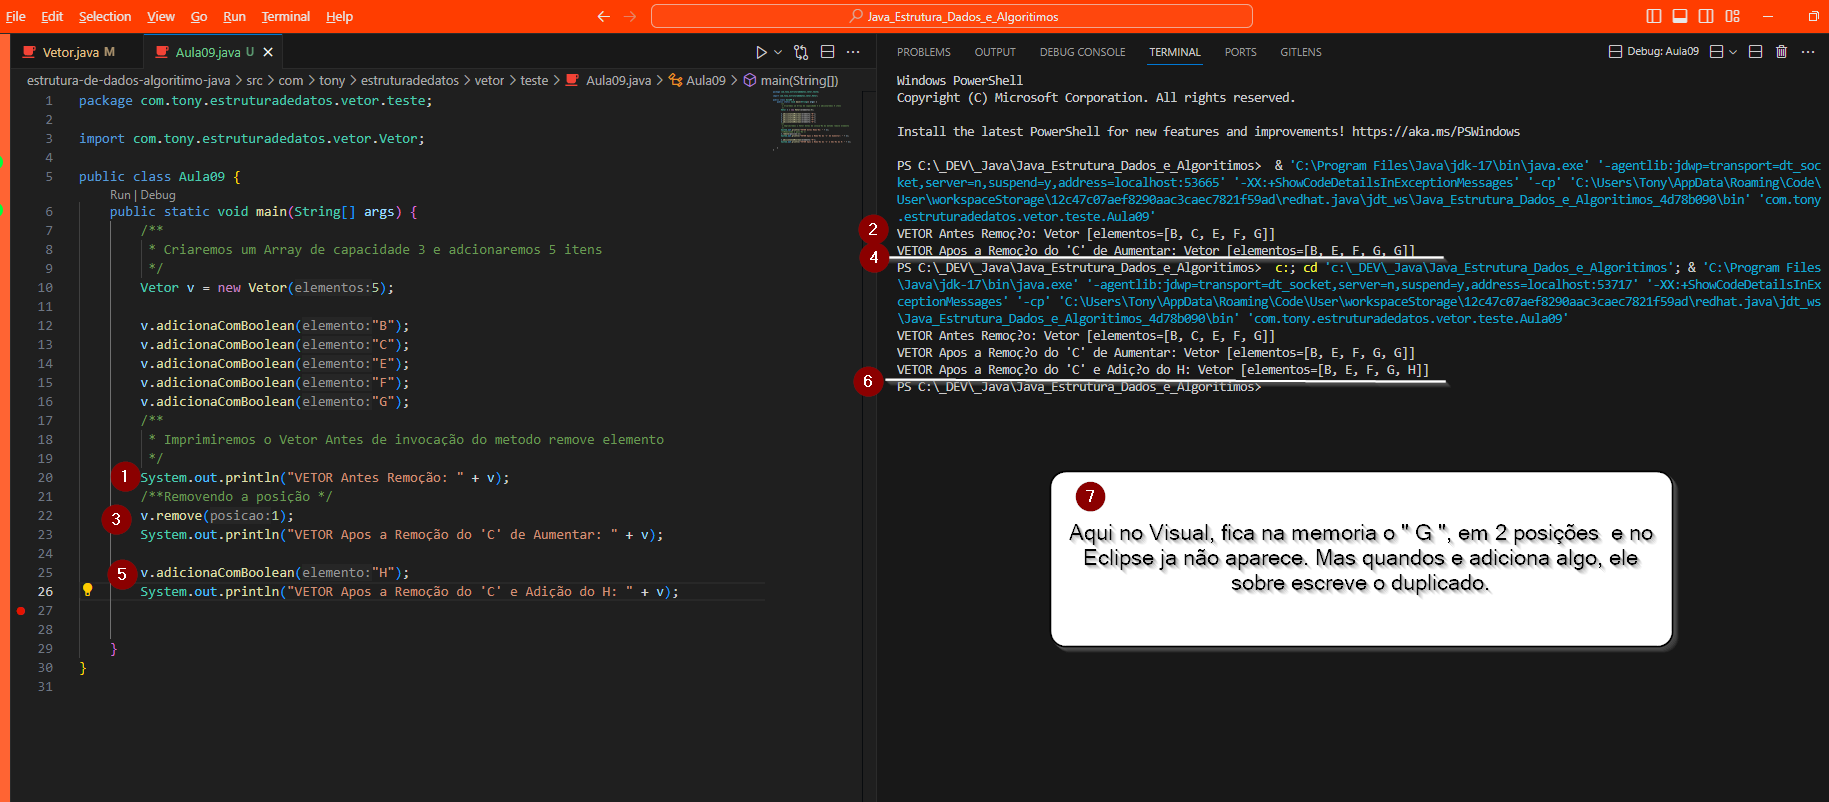 File Edit Selection View Go Run Terminal Help
Java_Estrutura_Dados_e_Algoritimos
Vetor.java M
Aula09.java U
estrutura-de-dados-algoritimo-java > src > com > tony > estruturadedatos > vetor > teste > Aula09.java > Aula09 > main(String[])
1 package com.tony.estruturadedatos.vetor.teste;
2
3 import com.tony.estruturadedatos.vetor.Vetor;
4
5 public class Aula09 {
Run | Debug
6 public static void main(String[] args) {
7 /**
8 * Criaremos um Array de capacidade 3 e adcionaremos 5 itens
9 */
10 Vetor v = new Vetor(elementos:5);
11
12 v.adicionaComBoolean(elemento:"B");
13 v.adicionaComBoolean(elemento:"C");
14 v.adicionaComBoolean(elemento:"E");
15 v.adicionaComBoolean(elemento:"F");
16 v.adicionaComBoolean(elemento:"G");
17 /**
18 * Imprimiremos o Vetor Antes de invocação do metodo remove elemento
19 */
1
20 System.out.println("VETOR Antes Remoção: " + v);
21 /**Removendo a posição */
3
22 v.remove(posicao:1);
23 System.out.println("VETOR Apos a Remoção do 'C' de Aumentar: " + v);
24
5
25 v.adicionaComBoolean(elemento:"H");
26 System.out.println("VETOR Apos a Remoção do 'C' e Adição do H: " + v);
27
28
29 }
30 }
31
PROBLEMS OUTPUT DEBUG CONSOLE TERMINAL PORTS GITLENS
Debug: Aula09
Windows PowerShell
Copyright (C) Microsoft Corporation. All rights reserved.
Install the latest PowerShell for new features and improvements! https://aka.ms/PSWindows
PS C:\_DEV\_Java\Java_Estrutura_Dados_e_Algoritimos>  & 'C:\Program Files\Java\jdk-17\bin\java.exe' '-agentlib:jdwp=transport=dt_soc
ket,server=n,suspend=y,address=localhost:53665' '-XX:+ShowCodeDetailsInExceptionMessages' '-cp' 'C:\Users\Tony\AppData\Roaming\Code\
User\workspaceStorage\12c47c07aef8290aac3caec7821f59ad\redhat.java\jdt_ws\Java_Estrutura_Dados_e_Algoritimos_4d78b090\bin' 'com.tony
.estruturadedatos.vetor.teste.Aula09'
2
VETOR Antes Remoç?o: Vetor [elementos=[B, C, E, F, G]]
4
VETOR Apos a Remoç?o do 'C' de Aumentar: Vetor [elementos=[B, E, F, G, G]]
PS C:\_DEV\_Java\Java_Estrutura_Dados_e_Algoritimos>  c:; cd 'c:\_DEV\_Java\Java_Estrutura_Dados_e_Algoritimos'; & 'C:\Program Files
\Java\jdk-17\bin\java.exe' '-agentlib:jdwp=transport=dt_socket,server=n,suspend=y,address=localhost:53717' '-XX:+ShowCodeDetailsInEx
ceptionMessages' '-cp' 'C:\Users\Tony\AppData\Roaming\Code\User\workspaceStorage\12c47c07aef8290aac3caec7821f59ad\redhat.java\jdt_ws
\Java_Estrutura_Dados_e_Algoritimos_4d78b090\bin' 'com.tony.estruturadedatos.vetor.teste.Aula09'
VETOR Antes Remoç?o: Vetor [elementos=[B, C, E, F, G]]
VETOR Apos a Remoç?o do 'C' de Aumentar: Vetor [elementos=[B, E, F, G, G]]
VETOR Apos a Remoç?o do 'C' e Adiç?o do H: Vetor [elementos=[B, E, F, G, H]]
6
PS C:\_DEV\_Java\Java_Estrutura_Dados_e_Algoritimos>
7
Aqui no Visual, fica na memoria o " G ", em 2 posições  e no
Eclipse ja não aparece. Mas quandos e adiciona algo, ele
sobre escreve o duplicado.